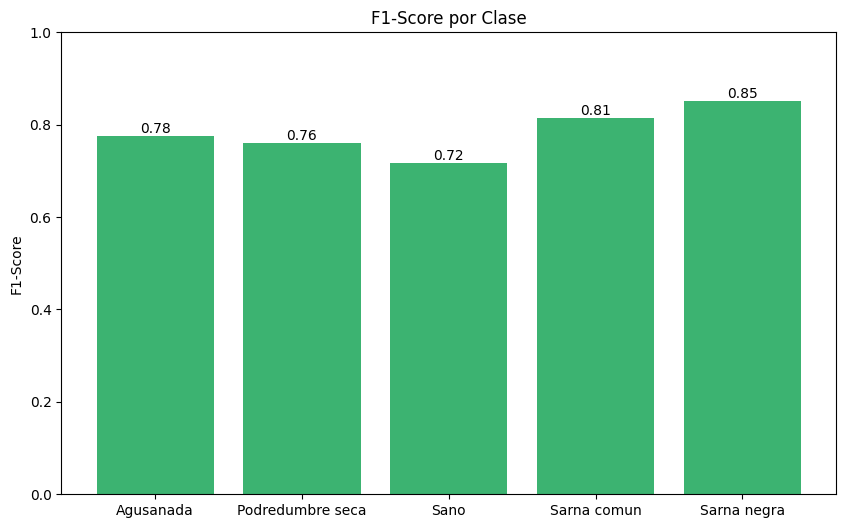 F1-Score por Clase
1.0
0.8
0.6
0.4
0.2
0.0
F1-Score
0.78
0.76
0.72
0.81
0.85
Agusanada
Podredumbre seca
Sano
Sarna comun
Sarna negra